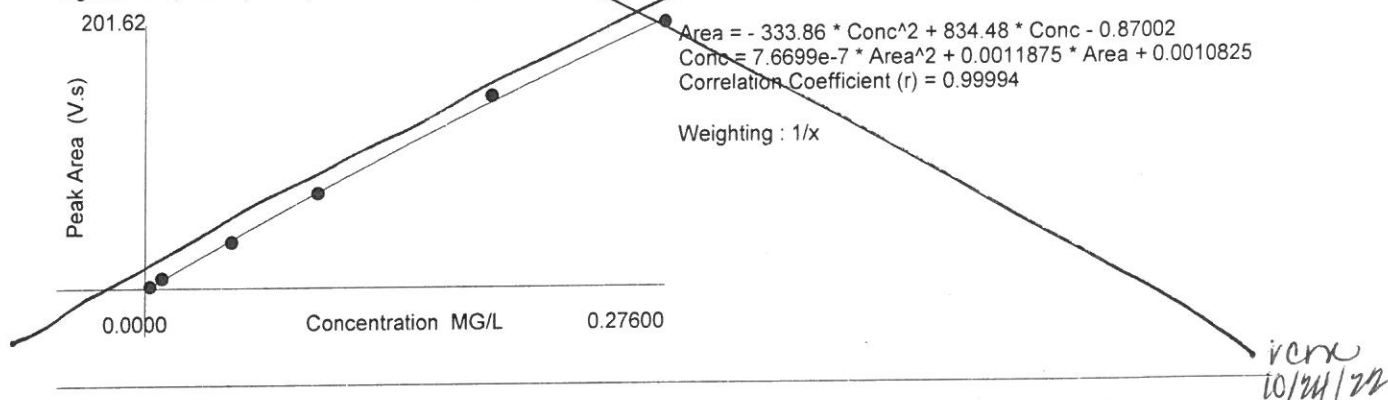 201.62
Area = - 333.86 * Conc^2 + 834.48 * Conc - 0.87002
Conc = 7.6699e-7 * Area^2 + 0.0011875 * Area + 0.0010825
Correlation Coefficient (r) = 0.99994
Weighting : 1/x
Peak Area (V.s)
0.0000
Concentration MG/L
0.27600
10/24/22